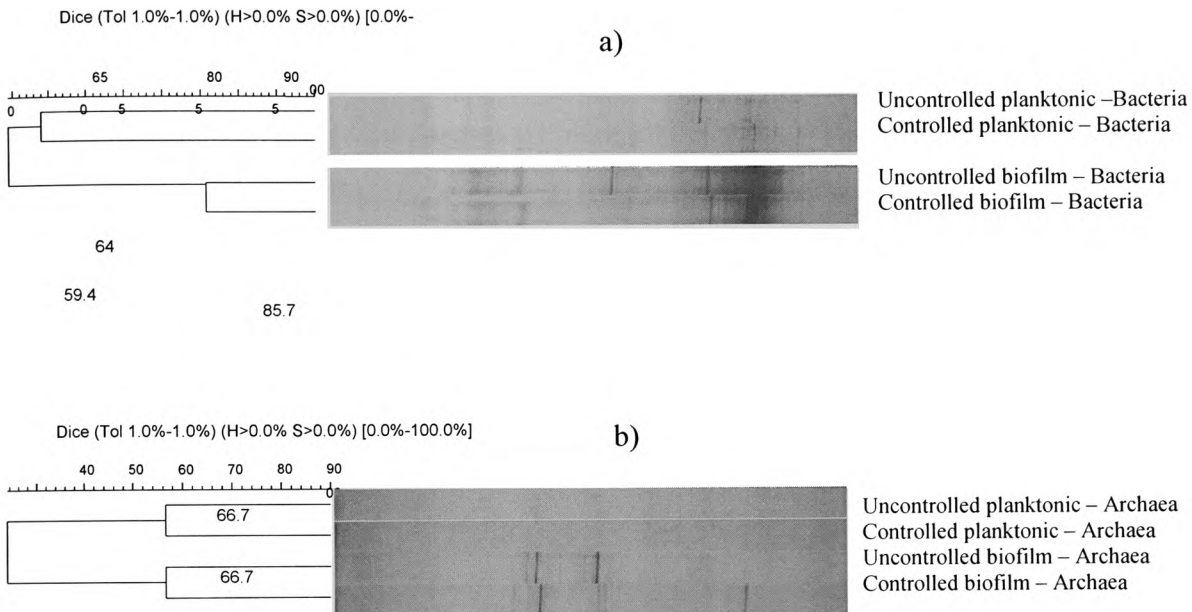 Dice (Tol 1.0%-1.0%) (H>0.0% S>0.0%) [0.0%-
a)
65 80 90
00
0 0 5 5 5
Uncontrolled planktonic –Bacteria
Controlled planktonic – Bacteria
Uncontrolled biofilm – Bacteria
Controlled biofilm – Bacteria
64
59.4
85.7
Dice (Tol 1.0%-1.0%) (H>0.0% S>0.0%) [0.0%-100.0%]
b)
40 50 60 70 80 90
0
66.7
66.7
Uncontrolled planktonic – Archaea
Controlled planktonic – Archaea
Uncontrolled biofilm – Archaea
Controlled biofilm – Archaea